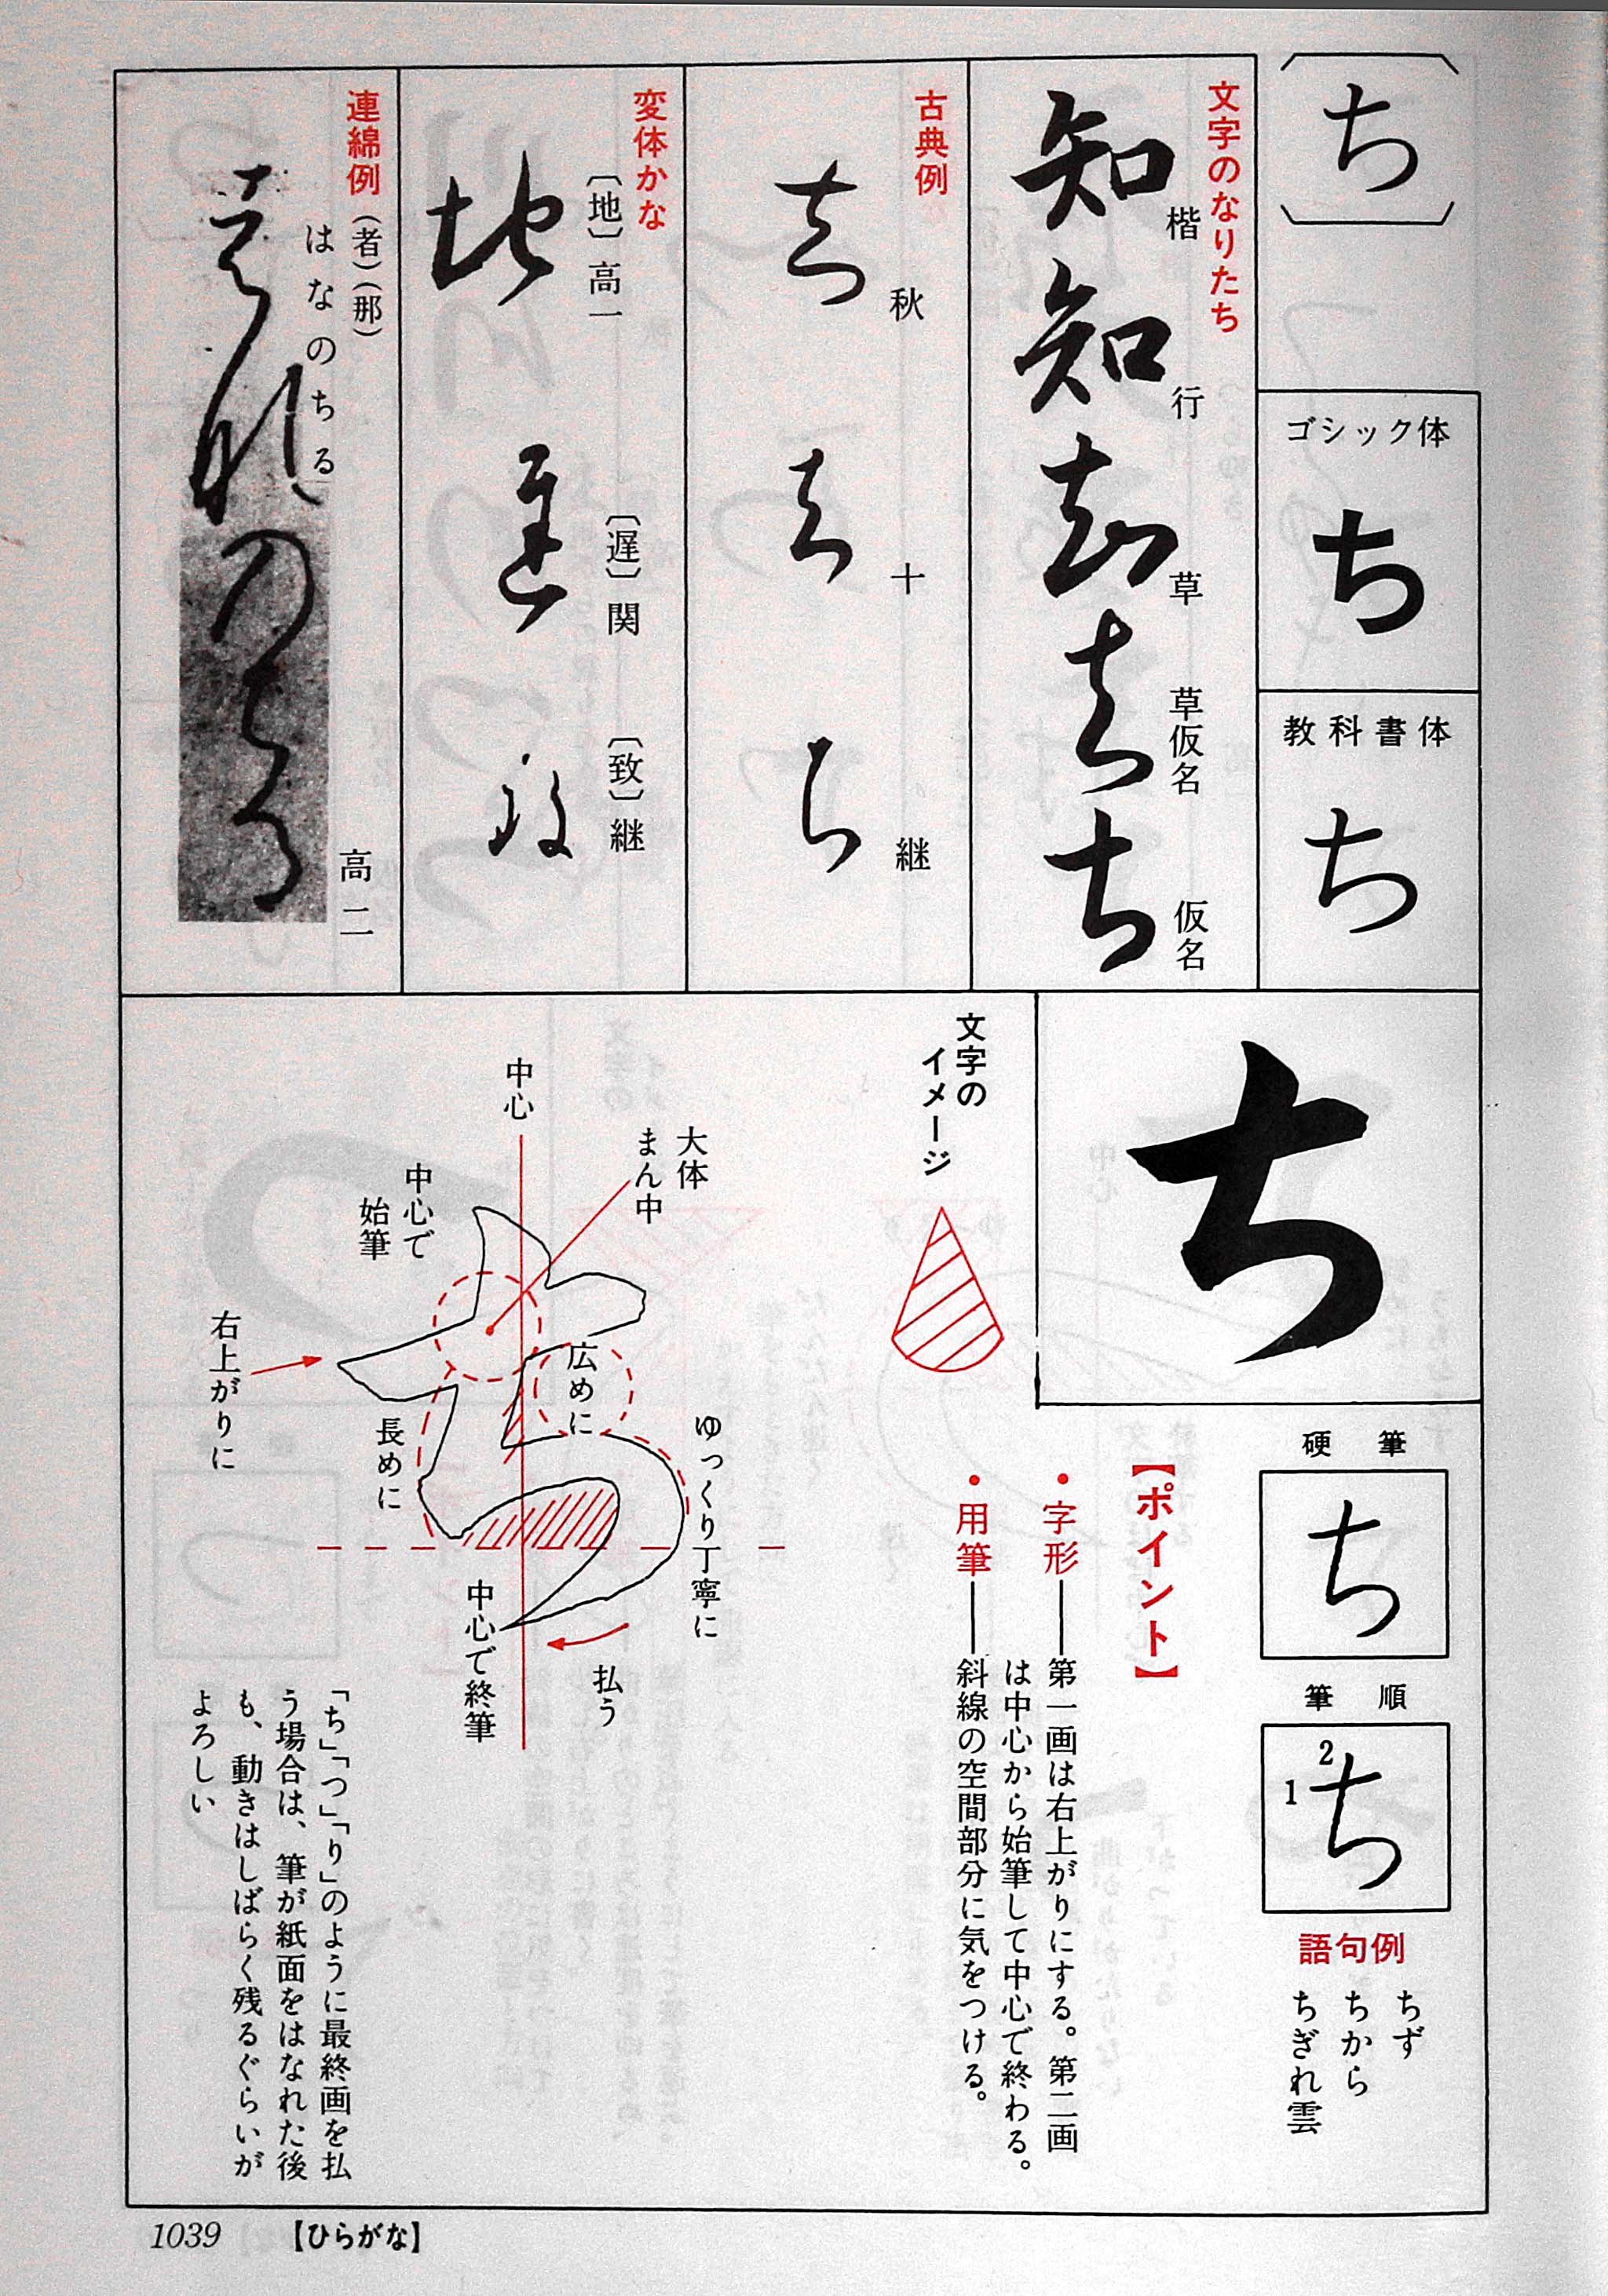 〔ち〕
ゴシック体
ち
教科書体
ち
文字のなりたち
知 楷
知 行
知 草
ち 草仮名
ち 仮名
古典例
ち 秋
ち 十
ち 継
変体かな
〔地〕高一
地
〔遅〕関
遅
〔致〕継
致
連綿例
(者)(那)
はなのちる
者那のちる
高二
ち
硬筆
ち
筆順
1
2
ち
語句例
ちず
ちから
ちぎれ雲
【ポイント】
・字形──第一画は右上がりにする。第二画
は中心から始筆して中心で終わる。
・用筆──斜線の空間部分に気をつける。
文字の
イメージ
中心
大体
まん中
中心で
始筆
右上がりに
広めに
長めに
ゆっくり丁寧に
払う
中心で終筆
「ち」「つ」「り」のように最終画を払
う場合は、筆が紙面をはなれた後
も、動きはしばらく残るぐらいが
よろしい
1039 【ひらがな】